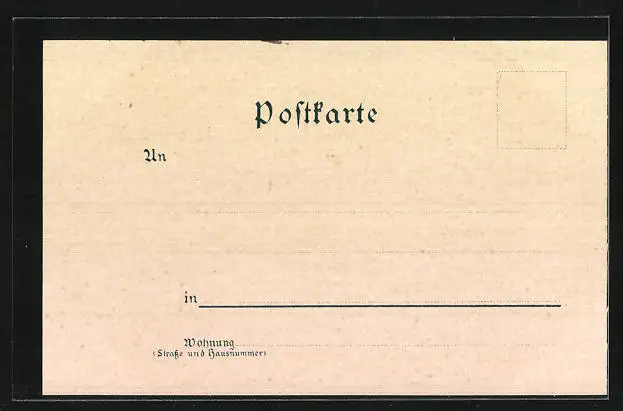 Postkarte
An
in
Wohnung
(Straße und Hausnummer)